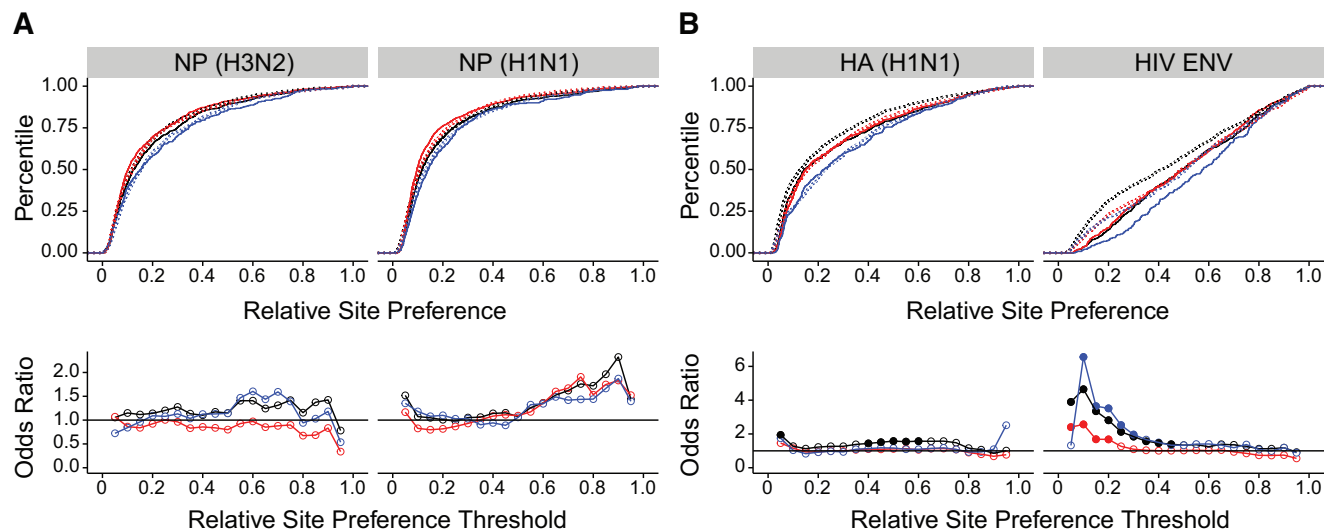 A
B
NP (H3N2)
NP (H1N1)
HA (H1N1)
HIV ENV
Percentile
1.00
0.75
0.50
0.25
0.00
0 0.2 0.4 0.6 0.8 1.0
0 0.2 0.4 0.6 0.8 1.0
Relative Site Preference
Percentile
1.00
0.75
0.50
0.25
0.00
0 0.2 0.4 0.6 0.8 1.0
0 0.2 0.4 0.6 0.8 1.0
Relative Site Preference
Odds Ratio
2.0
1.5
1.0
0.5
0.0
0 0.2 0.4 0.6 0.8 1.0
0 0.2 0.4 0.6 0.8 1.0
Relative Site Preference Threshold
Odds Ratio
6
4
2
0
0 0.2 0.4 0.6 0.8 1.0
0 0.2 0.4 0.6 0.8 1.0
Relative Site Preference Threshold